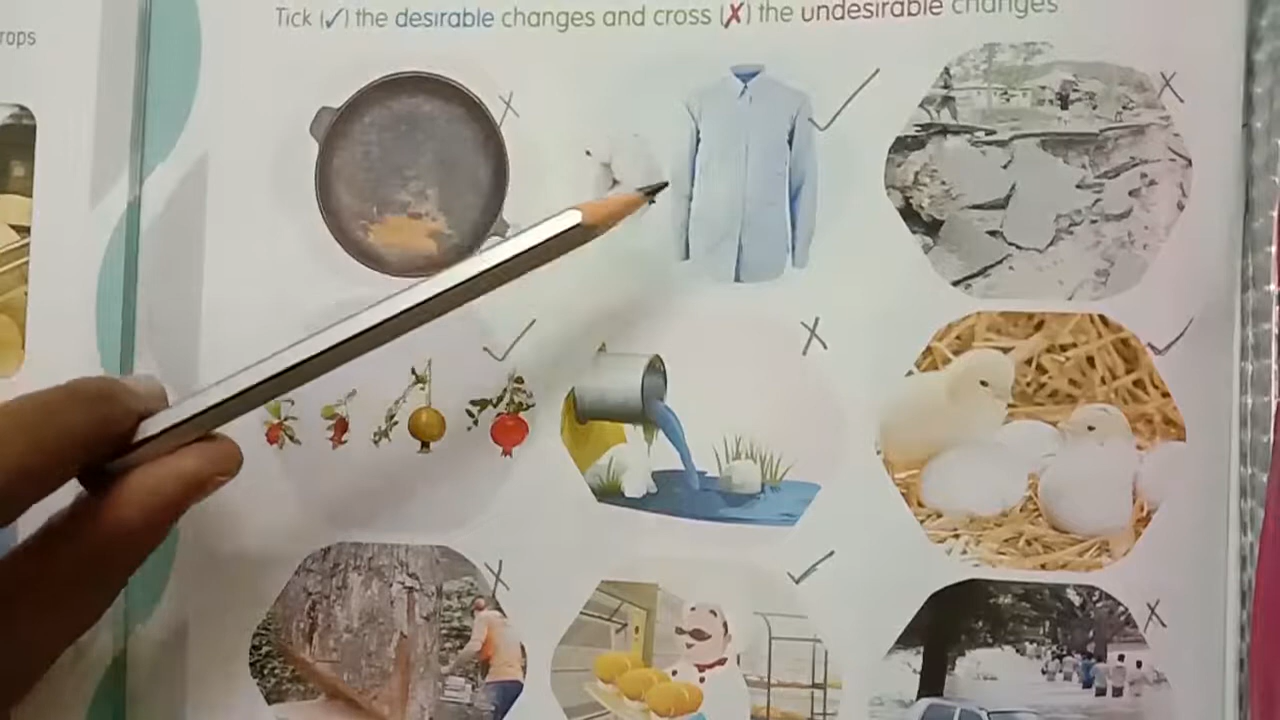 Tick (✓) the desirable changes and cross (✗) the undesirable changes
rops